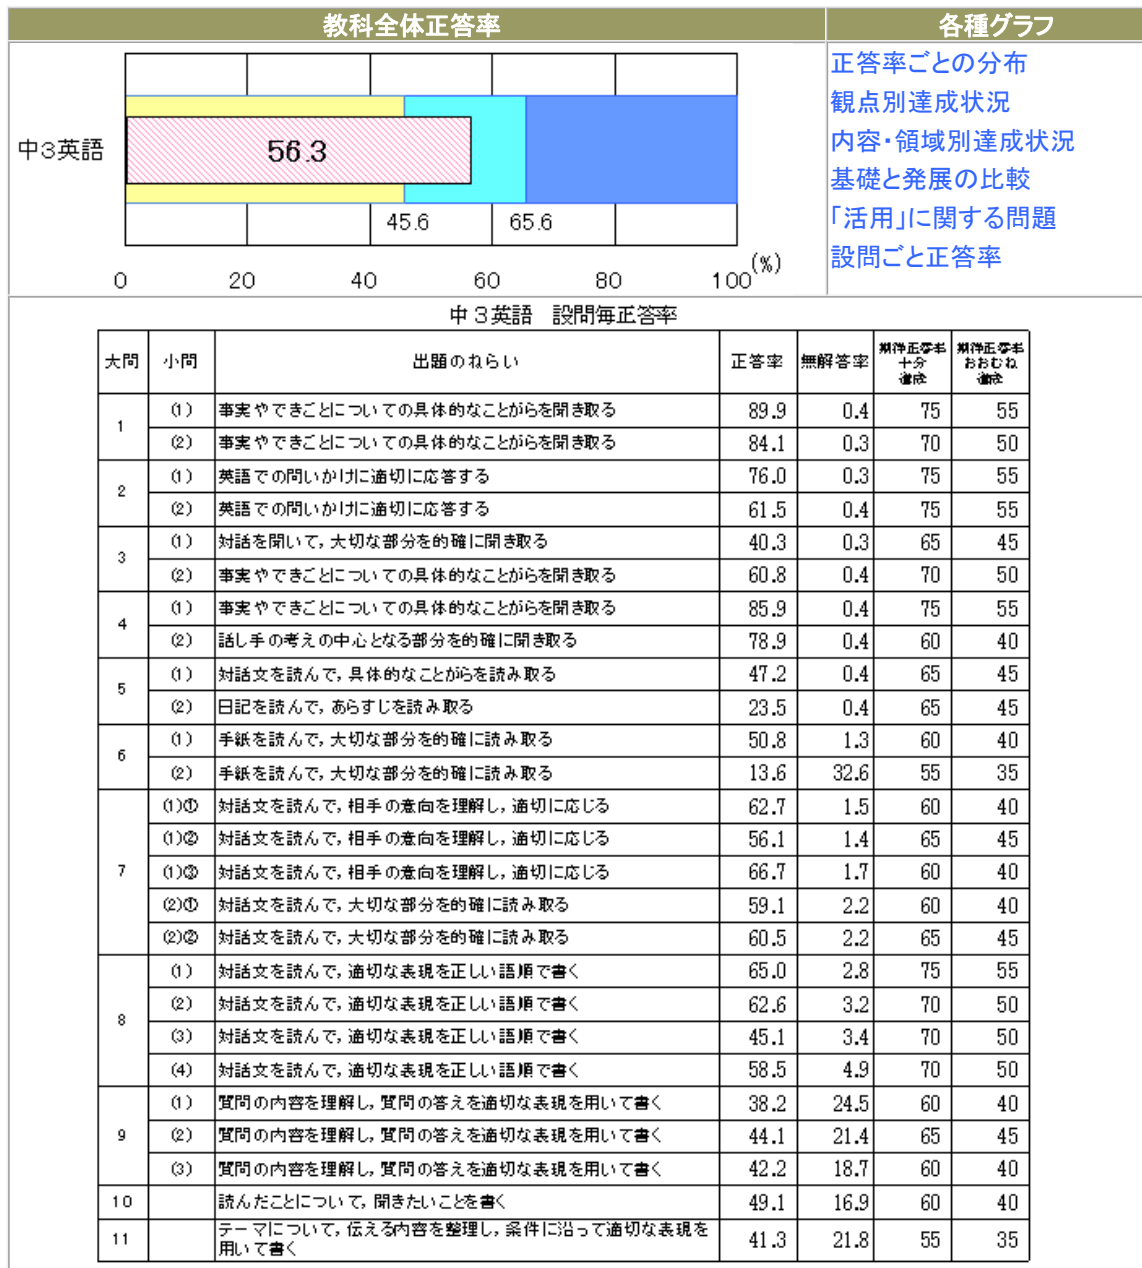 教科全体正答率
各種グラフ
中3英語
56.3
45.6
65.6
0
20
40
60
80
100
(%)
正答率ごとの分布
観点別達成状況
内容・領域別達成状況
基礎と発展の比較
「活用」に関する問題
設問ごと正答率
中3英語 設問毎正答率
大問 小問 出題のねらい 正答率 無解答率 期待正答率十分達成 期待正答率おおむね達成
1 (1) 事実やできごとについての具体的なことがらを聞き取る 89.9 0.4 75 55
(2) 事実やできごとについての具体的なことがらを聞き取る 84.1 0.3 70 50
2 (1) 英語での問いかけに適切に応答する 76.0 0.3 75 55
(2) 英語での問いかけに適切に応答する 61.5 0.4 75 55
3 (1) 対話を聞いて,大切な部分を的確に聞き取る 40.3 0.3 65 45
(2) 事実やできごとについての具体的なことがらを聞き取る 60.8 0.4 70 50
4 (1) 事実やできごとについての具体的なことがらを聞き取る 85.9 0.4 75 55
(2) 話し手の考えの中心となる部分を的確に聞き取る 78.9 0.4 60 40
5 (1) 対話文を読んで,具体的なことがらを読み取る 47.2 0.4 65 45
(2) 日記を読んで,あらすじを読み取る 23.5 0.4 65 45
6 (1) 手紙を読んで,大切な部分を的確に読み取る 50.8 1.3 60 40
(2) 手紙を読んで,大切な部分を的確に読み取る 13.6 32.6 55 35
7 (1)① 対話文を読んで,相手の意向を理解し,適切に応じる 62.7 1.5 60 40
(1)② 対話文を読んで,相手の意向を理解し,適切に応じる 56.1 1.4 65 45
(1)③ 対話文を読んで,相手の意向を理解し,適切に応じる 66.7 1.7 60 40
(2)① 対話文を読んで,大切な部分を的確に読み取る 59.1 2.2 60 40
(2)② 対話文を読んで,大切な部分を的確に読み取る 60.5 2.2 65 45
8 (1) 対話文を読んで,適切な表現を正しい語順で書く 65.0 2.8 75 55
(2) 対話文を読んで,適切な表現を正しい語順で書く 62.6 3.2 70 50
(3) 対話文を読んで,適切な表現を正しい語順で書く 45.1 3.4 70 50
(4) 対話文を読んで,適切な表現を正しい語順で書く 58.5 4.9 70 50
9 (1) 質問の内容を理解し,質問の答えを適切な表現を用いて書く 38.2 24.5 60 40
(2) 質問の内容を理解し,質問の答えを適切な表現を用いて書く 44.1 21.4 65 45
(3) 質問の内容を理解し,質問の答えを適切な表現を用いて書く 42.2 18.7 60 40
10 読んだことについて,聞きたいことを書く 49.1 16.9 60 40
11 テーマについて,伝える内容を整理し,条件に沿って適切な表現を
用いて書く 41.3 21.8 55 35